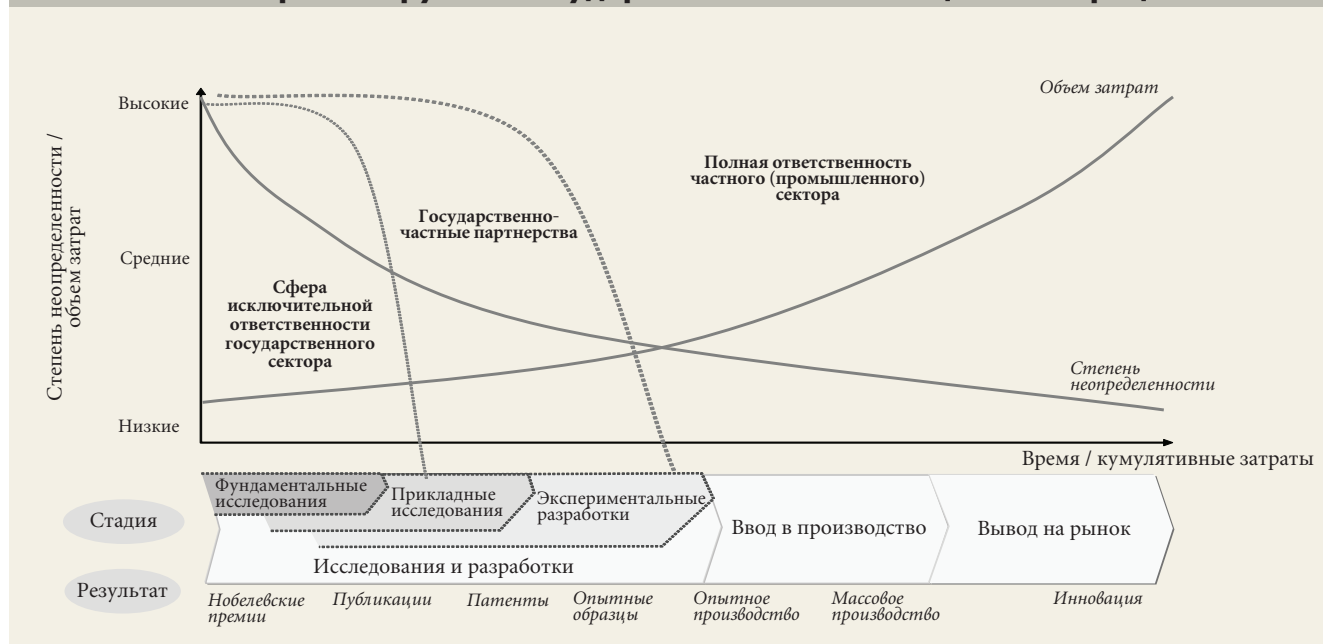 Высокие
Средние
Низкие
Степень неопределенности /
объем затрат
Объем затрат
Полная ответственность
частного (промышленного)
сектора
Государственно-
частные партнерства
Сфера
исключительной
ответственности
государственного
сектора
Степень
неопределенности
Время / кумулятивные затраты
Стадия
Фундаментальные
исследования
Прикладные
исследования
Экспериментальные
разработки
Исследования и разработки
Ввод в производство
Вывод на рынок
Результат
Нобелевские
премии
Публикации
Патенты
Опытные
образцы
Опытное
производство
Массовое
производство
Инновация